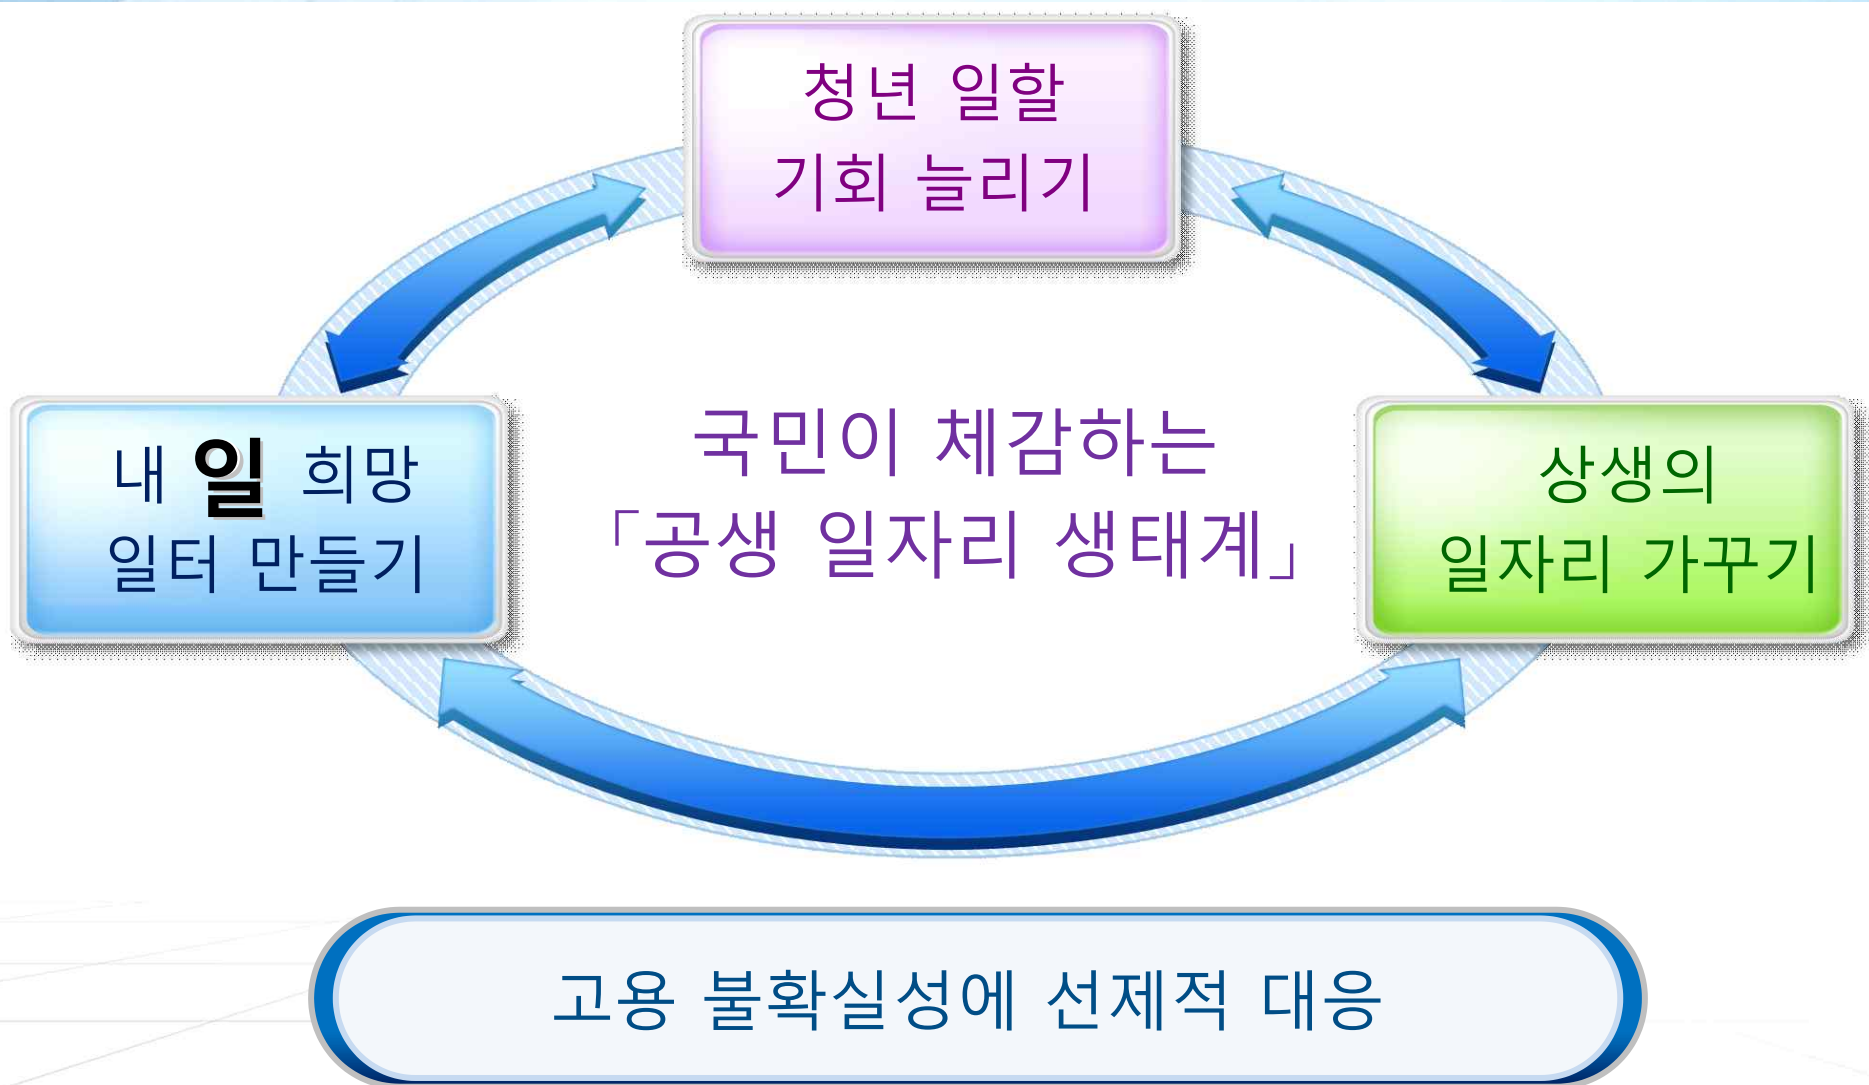 청년 일할
기회 늘리기
국민이 체감하는
「공생 일자리 생태계」
내 일 희망
일터 만들기
상생의
일자리 가꾸기
고용 불확실성에 선제적 대응